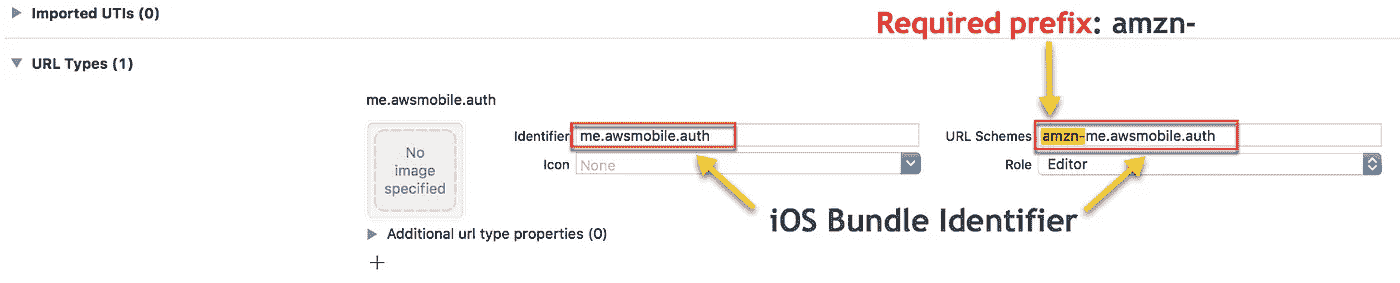 Imported UTIs (0)
Required prefix: amzn-
URL Types (1)
me.awsmobile.auth
No
image
specified
Identifier me.awsmobile.auth
URL Schemes amzn-me.awsmobile.auth
Icon None
Role Editor
iOS Bundle Identifier
Additional url type properties (0)